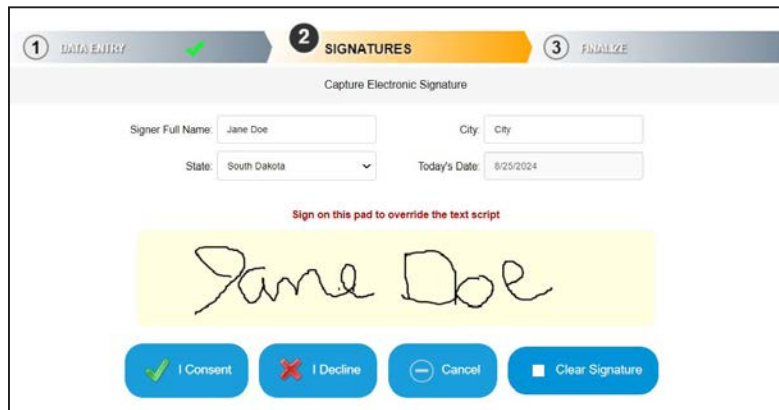 1 DATA ENTRY 2 SIGNATURES 3 FINALIZE
Capture Electronic Signature
Signer Full Name: Jane Doe City: City
State: South Dakota Today's Date: 8/25/2024
Sign on this pad to override the text script
Jane Doe
I Consent I Decline Cancel Clear Signature